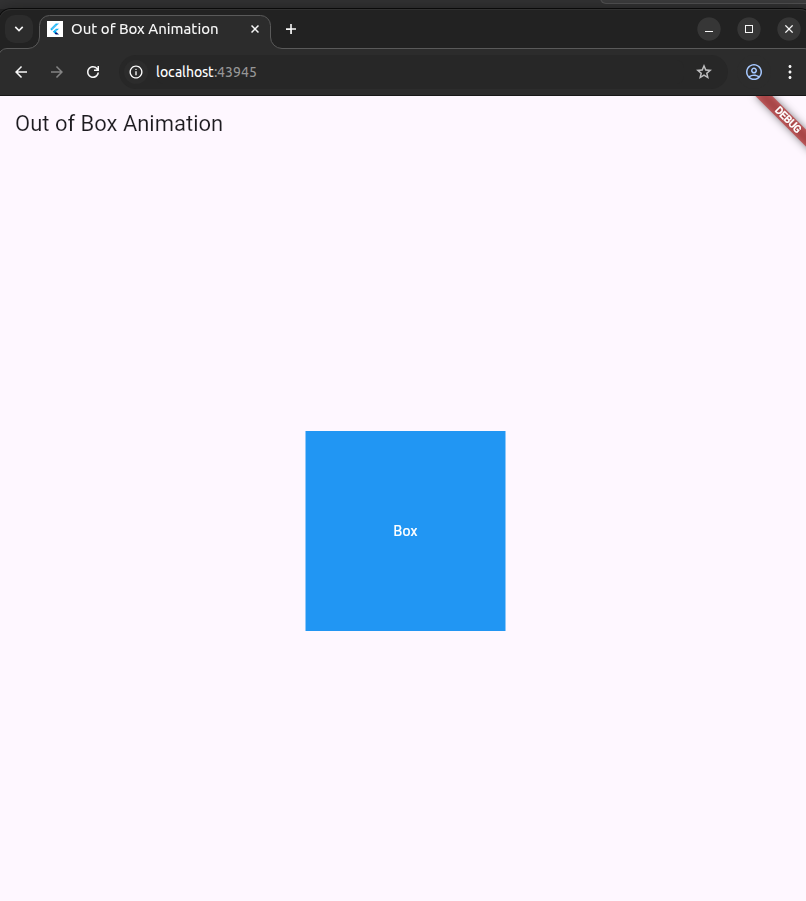 Out of Box Animation
localhost:43945
Out of Box Animation
DEBUG
Box